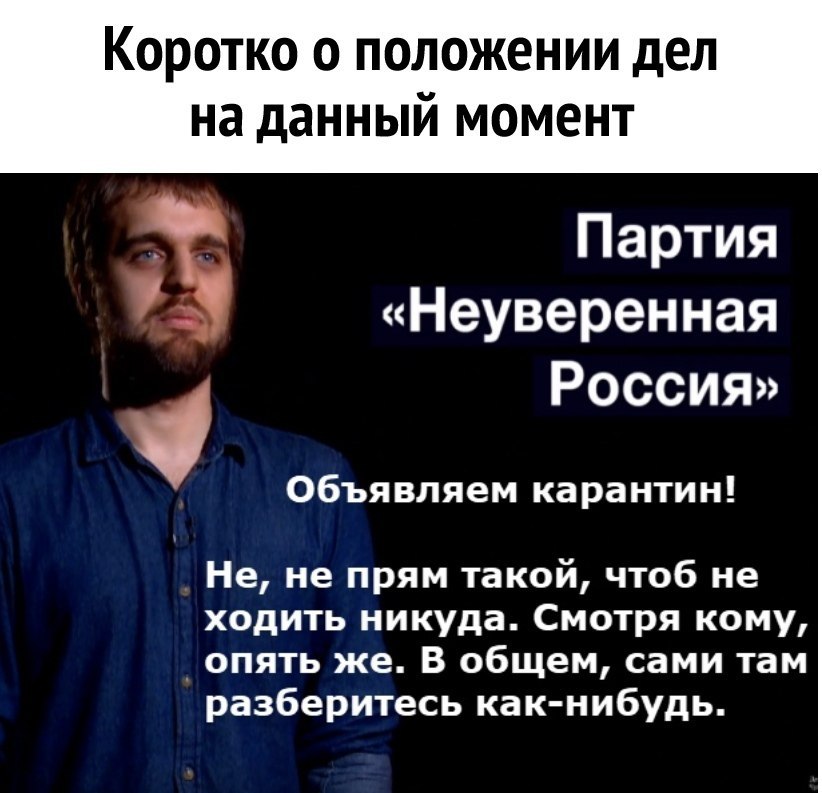 Коротко о положении дел
на данный момент
Партия
«Неуверенная
Россия»
Объявляем карантин!
Не, не прям такой, чтоб не
ходить никуда. Смотря кому,
опять же. В общем, сами там
разберитесь как-нибудь.